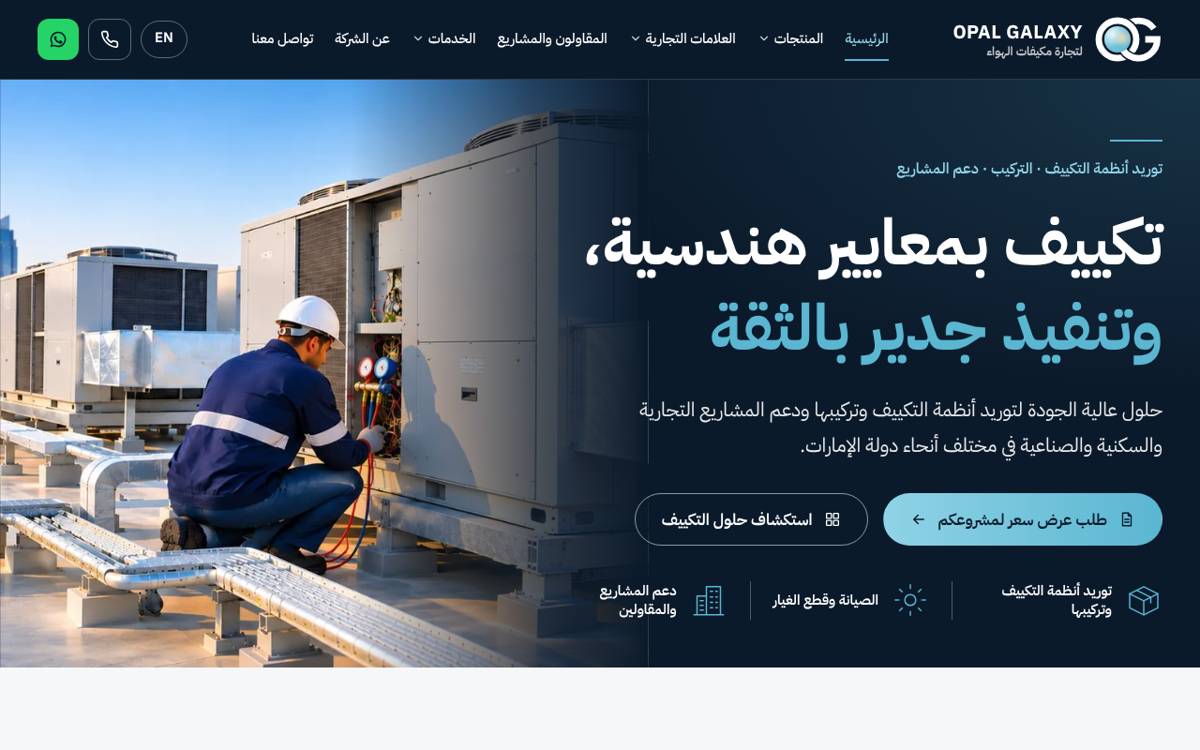 OPAL GALAXY
لتجارة مكيفات الهواء
الرئيسية
المنتجات
العلامات التجارية
المقاولون والمشاريع
الخدمات
عن الشركة
تواصل معنا
EN
توريد أنظمة التكييف · التركيب · دعم المشاريع
تكييف بمعايير هندسية،
وتنفيذ جدير بالثقة
حلول عالية الجودة لتوريد أنظمة التكييف وتركيبها ودعم المشاريع التجارية
والسكنية والصناعية في مختلف أنحاء دولة الإمارات.
طلب عرض سعر لمشروعكم
استكشاف حلول التكييف
توريد أنظمة التكييف
وتركيبها
الصيانة وقطع الغيار
دعم المشاريع
والمقاولين